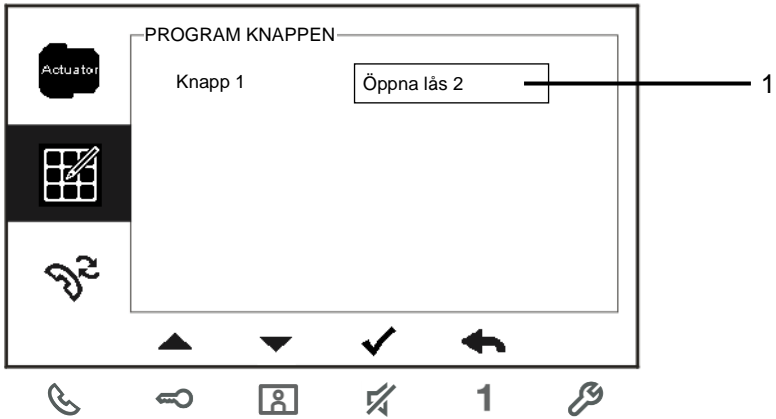 PROGRAM KNAPPEN
Actuator
Knapp 1 Öppna lås 2
1
1